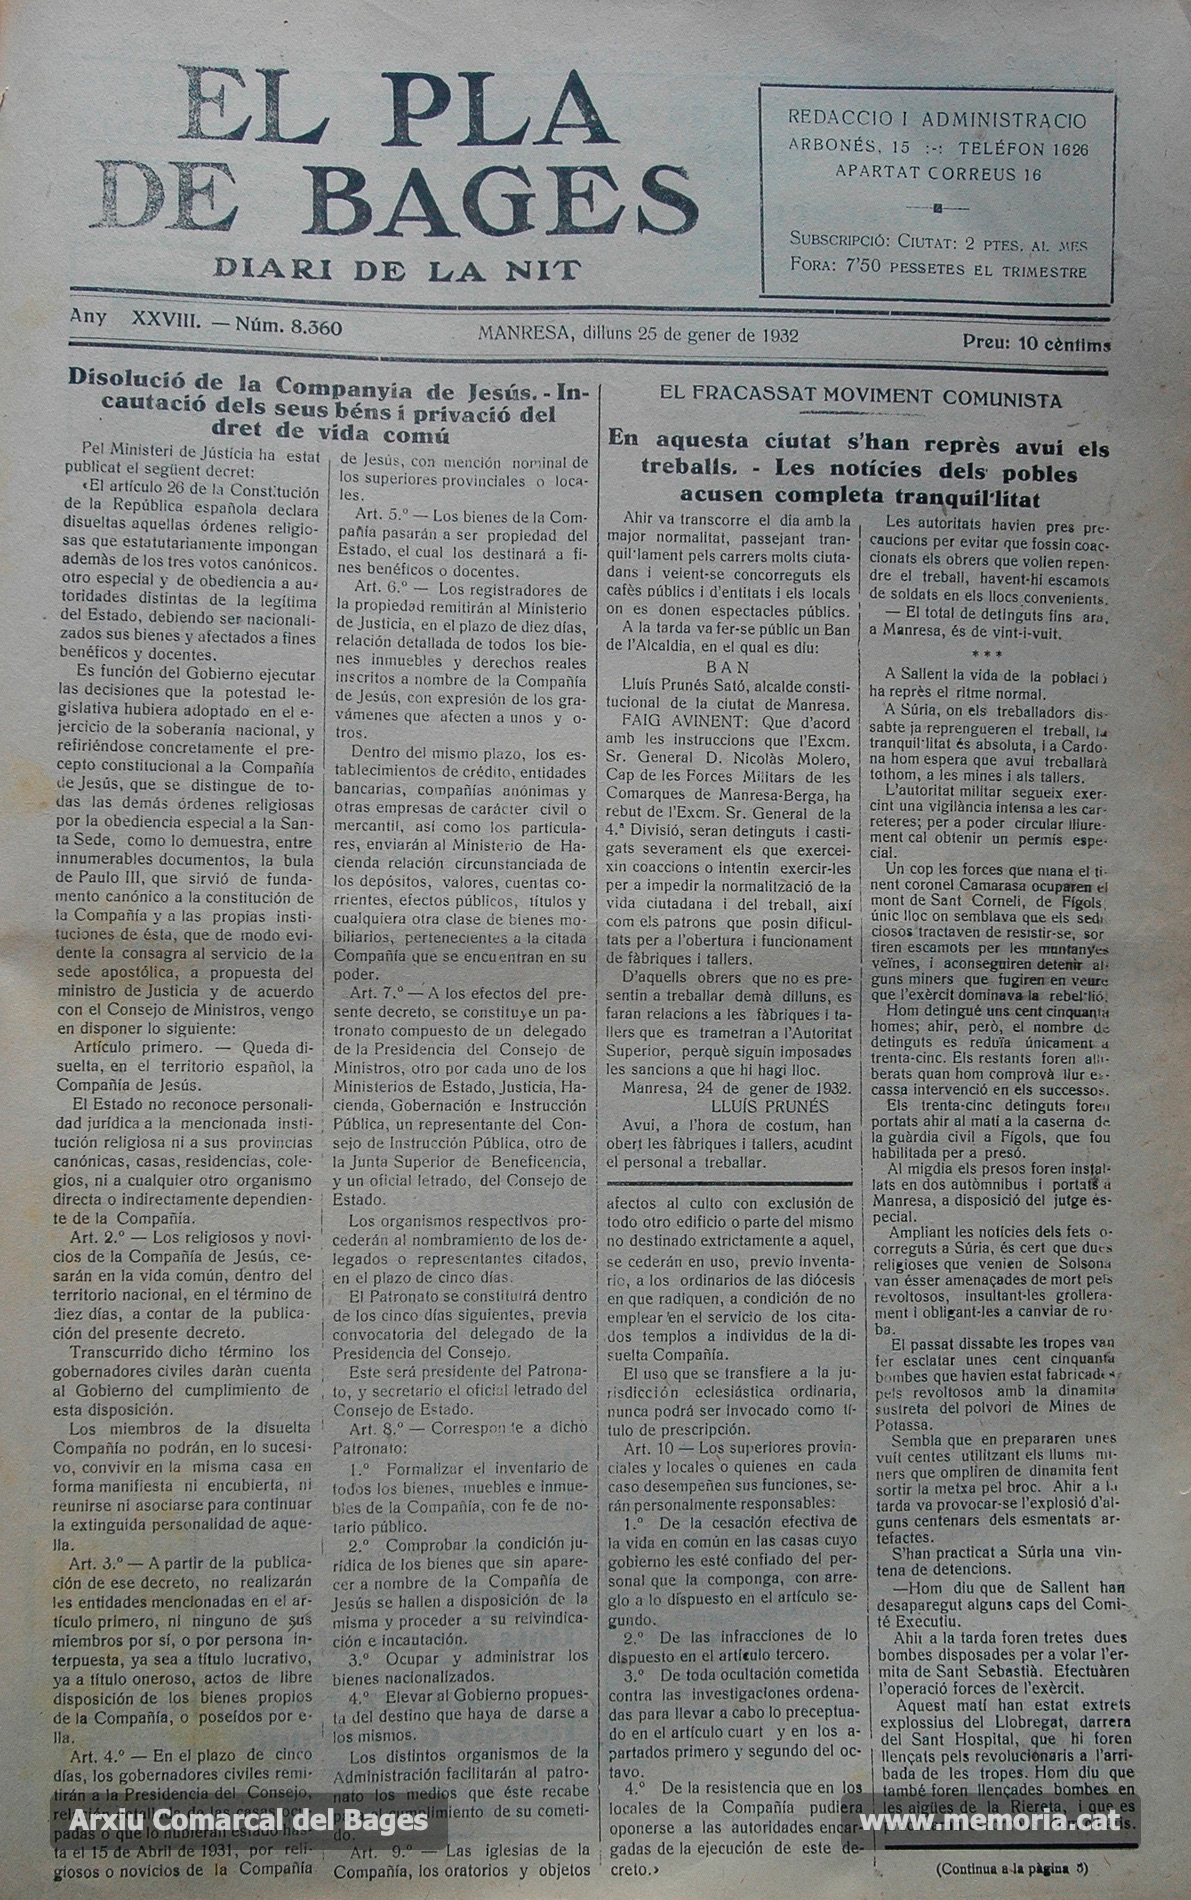 EL PLA
DE BAGES
DIARI DE LA NIT
REDACCIO I ADMINISTRACIO
ARBONÉS, 15 :-: TELÉFON 1626
APARTAT CORREUS 16
SUBSCRIPCIÓ: CIUTAT: 2 PTES. AL MES
FORA: 7'50 PESSETES EL TRIMESTRE
Any XXVIII. — Núm. 8.360
MANRESA, dilluns 25 de gener de 1932
Preu: 10 cèntims
Disolució de la Companyia de Jesús. - In-
cautació dels seus béns i privació del
dret de vida comú
Pel Ministeri de Jústicia ha estat
publicat el següent decret:
«El artículo 26 de la Constitución
de la República española declara
disueltas aquellas órdenes religio-
sas que estatutariamente impongan
además de los tres votos canónicos.
otro especial y de obediencia a au-
toridades distintas de la legítima
del Estado, debiendo ser nacionali-
zados sus bienes y afectados a fines
benéficos y docentes.
Es función del Gobierno ejecutar
las decisiones que la potestad le-
gislativa hubiera adoptado en el e-
jercicio de la soberanía nacional, y
refiriéndose concretamente el pre-
cepto constitucional a la Compañía
de Jesús, que se distingue de to-
das las demás órdenes religiosas
por la obediencia especial a la San-
ta Sede, como lo demuestra, entre
innumerables documentos, la bula
de Paulo III, que sirvió de funda-
mento canónico a la constitución de
la Compañía y a las propias insti-
tuciones de ésta, que de modo evi-
dente la consagra al servicio de la
sede apostólica, a propuesta del
ministro de Justicia y de acuerdo
con el Consejo de Ministros, vengo
en disponer lo siguiente:
Artículo primero. — Queda di-
suelta, en el territorio español, la
Compañía de Jesús.
El Estado no reconoce personali-
dad jurídica a la mencionada insti-
tución religiosa ni a sus provincias
canónicas, casas, residencias, cole-
gios, ni a cualquier otro organismo
directa o indirectamente dependien-
te de la Compañía.
Art. 2.º — Los religiosos y novi-
cios de la Compañía de Jesús, ce-
sarán en la vida común, dentro del
territorio nacional, en el término de
diez días, a contar de la publica-
ción del presente decreto.
Transcurrido dicho término los
gobernadores civiles daràn cuenta
al Gobierno del cumplimiento de
esta disposición.
Los miembros de la disuelta
Compañía no podrán, en lo sucesi-
vo, convivir en la misma casa en
forma manifiesta ni encubierta, ni
reunirse ni asociarse para continuar
la extinguida personalidad de aque-
lla.
Art. 3.º — A partir de la publica-
ción de ese decreto, no realizarán
les entidades mencionadas en el ar-
tículo primero, ni ninguno de sus
miembros por sí, o por persona in-
terpuesta, ya sea a título lucrativo,
ya a título oneroso, actos de libre
disposición de los bienes propios
de la Compañía, o poseídos por e-
lla.
Art. 4.º — En el plazo de cinco
días, los gobernadores civiles remi-
tirán a la Presidencia del Consejo,
padas o que lo hubieran estado has-
ta el 15 de Abril de 1931, por reli-
giosos o novicios de la Compañía
de Jesús, con mención nominal de
los superiores provinciales o loca-
les.
Art. 5.º — Los bienes de la Com-
pañía pasarán a ser propiedad del
Estado, el cual los destinará a fi-
nes benéficos o docentes.
Art. 6.º — Los registradores de
la propiedad remitirán al Ministerio
de Justicia, en el plazo de diez días,
relación detallada de todos los bie-
nes inmuebles y derechos reales
inscritos a nombre de la Compañía
de Jesús, con expresión de los gra-
vámenes que afecten a unos y o-
tros.
Dentro del mismo plazo, los es-
tablecimientos de crédito, entidades
bancarias, compañías anónimas y
otras empresas de carácter civil o
mercantil, así como los particula-
res, enviarán al Ministerio de Ha-
cienda relación circunstanciada de
los depósitos, valores, cuentas co-
rrientes, efectos públicos, títulos y
cualquiera otra clase de bienes mo-
biliarios, pertenecientes a la citada
Compañía que se encuentran en su
poder.
Art. 7.º — A los efectos del pre-
sente decreto, se constituye un pa-
tronato compuesto de un delegado
de la Presidencia del Consejo de
Ministros, otro por cada uno de los
Ministerios de Estado, Justicia, Ha-
cienda, Gobernación e Instrucción
Pública, un representante del Con-
sejo de Instrucción Pública, otro de
la Junta Superior de Beneficencia,
y un oficial letrado, del Consejo de
Estado.
Los organismos respectivos pro-
cederán al nombramiento de los de-
legados o representantes citados,
en el plazo de cinco días.
El Patronato se constituirá dentro
de los cinco días siguientes, previa
convocatoria del delegado de la
Presidencia del Consejo.
Este será presidente del Patrona-
to, y secretario el oficial letrado del
Consejo de Estado.
Art. 8.º — Corresponde a dicho
Patronato:
1.º Formalizar el inventario de
todos los bienes, muebles e inmue-
bles de la Compañía, con fe de no-
tario público.
2.º Comprobar la condición ju-
rídica de los bienes que sin apare-
cer a nombre de la Compañía de
Jesús se hallen a disposición de la
misma y proceder a su reivindica-
ción e incautación.
3.º Ocupar y administrar los
bienes nacionalizados.
4.º Elevar al Gobierno propues-
ta del destino que haya de darse a
los mismos.
Los distintos organismos de la
Administración facilitarán al patro-
nato los medios que éste recabe
para cumplimiento de su cometi-
do.
Art. 9.º — Las iglesias de la
Compañía, los oratorios y objetos
EL FRACASSAT MOVIMENT COMUNISTA
En aquesta ciutat s'han représ avui els
treballs. - Les notícies dels pobles
acusen completa tranquil·litat
Ahir va transcorre el dia amb la
major normalitat, passejant tran-
quil·lament pels carrers molts ciuta-
dans i veient-se concorreguts els
cafès públics i d'entitats i els locals
on es donen espectacles públics.
A la tarda va fer-se públic un Ban
de l'Alcaldia, en el qual es diu:
BAN
Lluís Prunés Sató, alcalde consti-
tucional de la ciutat de Manresa.
FAIG AVINENT: Que d'acord
amb les instruccions que l'Excm.
Sr. General D. Nicolàs Molero,
Cap de les Forces Militars de les
Comarques de Manresa-Berga, ha
rebut de l'Excm. Sr. General de la
4.ª Divisió, seran detinguts i casti-
gats severament els que exercei-
xin coaccions o intentin exercir-les
per a impedir la normalització de la
vida ciutadana i del treball, així
com els patrons que posin dificul-
tats per a l'obertura i funcionament
de fàbriques i tallers.
D'aquells obrers que no es pre-
sentin a treballar demà dilluns, es
faran relacions a les fàbriques i ta-
llers que es trametran a l'Autoritat
Superior, perquè siguin imposades
les sancions a que hi hagi lloc.
Manresa, 24 de gener de 1932.
LLUÍS PRUNÉS
Avui, a l'hora de costum, han
obert les fàbriques i tallers, acudint
el personal a treballar.
afectos al culto con exclusión de
todo otro edificio o parte del mismo
no destinado extrictamente a aquel,
se cederán en uso, previo inventa-
rio, a los ordinarios de las diócesis
en que radiquen, a condición de no
emplear en el servicio de los cita-
dos templos a individus de la di-
suelta Compañía.
El uso que se transfiere a la ju-
risdicción eclesiástica ordinaria,
nunca podrá ser invocado como tí-
tulo de prescripción.
Art. 10 — Los superiores provin-
ciales y locales o quienes en cada
caso desempeñen sus funciones, se-
rán personalmente responsables:
1.º De la cesación efectiva de
la vida en común en las casas cuyo
gobierno les esté confiado del per-
sonal que la componga, con arre-
glo a lo dispuesto en el artículo se-
gundo.
2.º De las infracciones de lo
dispuesto en el artículo tercero.
3.º De toda ocultación cometida
contra las investigaciones ordena-
das para llevar a cabo lo preceptua-
do en el artículo cuart y en los a-
partados primero y segundo del oc-
tavo.
4.º De la resistencia que en los
locales de la Compañía pudiera
oponerse a las autoridades encar-
gadas de la ejecución de este de-
creto.»
Les autoritats havien pres pre-
caucions per evitar que fossin coac-
cionats els obrers que vollen repen-
dre el treball, havent-hi escamots
de soldats en els llocs convenients.
— El total de detinguts fins ara,
a Manresa, és de vint-i-vuit.
* * *
A Sallent la vida de la població
ha représ el ritme normal.
A Súria, on els treballadors dis-
sabte ja reprengueren el treball, la
tranquil·litat és absoluta, i a Cardo-
na hom espera que avui treballarà
tothom, a les mines i als tallers.
L'autoritat militar segueix exer-
cint una vigilància intensa a les car-
reteres; per a poder circular lliure-
ment cal obtenir un permís espe-
cial.
Un cop les forces que mana el ti-
nent coronel Camarasa ocuparen el
mont de Sant Corneli, de Fígols,
únic lloc on semblava que els sedi
ciosos tractaven de resistir-se, sor
tiren escamots per les muntanyes
veïnes, i aconseguiren detenir al-
guns miners que fugiren en veure
que l'exèrcit dominava la rebel·lió.
Hom detingué uns cent cinquanta
homes; ahir, però, el nombre de
detinguts es reduïa únicament a
trenta-cinc. Els restants foren alli-
berats quan hom comprovà llur es-
cassa intervenció en els successos.
Els trenta-cinc detinguts foren
portats ahir al matí a la caserna de
la guàrdia civil a Fígols, que fou
habilitada per a presó.
Al migdia els presos foren instal-
lats en dos autòmnibus i portats a
Manresa, a disposició del jutge es-
pecial.
Ampliant les notícies dels fets o-
correguts a Súria, és cert que dues
religioses que venien de Solsona
van ésser amenaçades de mort pels
revoltosos, insultant-les grollera-
ment i obligant-les a canviar de ro-
ba.
El passat dissabte les tropes van
fer esclatar unes cent cinquanta
bombes que havien estat fabricades
pels revoltosos amb la dinamita
sustreta del polvori de Mines de
Potassa.
Sembla que en prepararen unes
vuit centes utilitzant els llums mi-
ners que ompliren de dinamita fent
sortir la metxa pel broc. Ahir a la
tarda va provocar-se l'explosió d'al-
guns centenars dels esmentats ar-
tefactes.
S'han practicat a Súria una vin-
tena de detencions.
—Hom diu que de Sallent han
desaparegut alguns caps del Comi-
té Executiu.
Ahir a la tarda foren tretes dues
bombes disposades per a volar l'er-
mita de Sant Sebastià. Efectuàren
l'operació forces de l'exèrcit.
Aquest matí han estat extrets
explossius del Llobregat, darrera
del Sant Hospital, que hi foren
llençats pels revolucionaris a l'arri-
bada de les tropes. Hom diu que
també foren llençades bombes en
les aigües de la Riereta, i que es
(Continua a la pàgina 5)
Arxiu Comarcal del Bages
www.memoria.cat